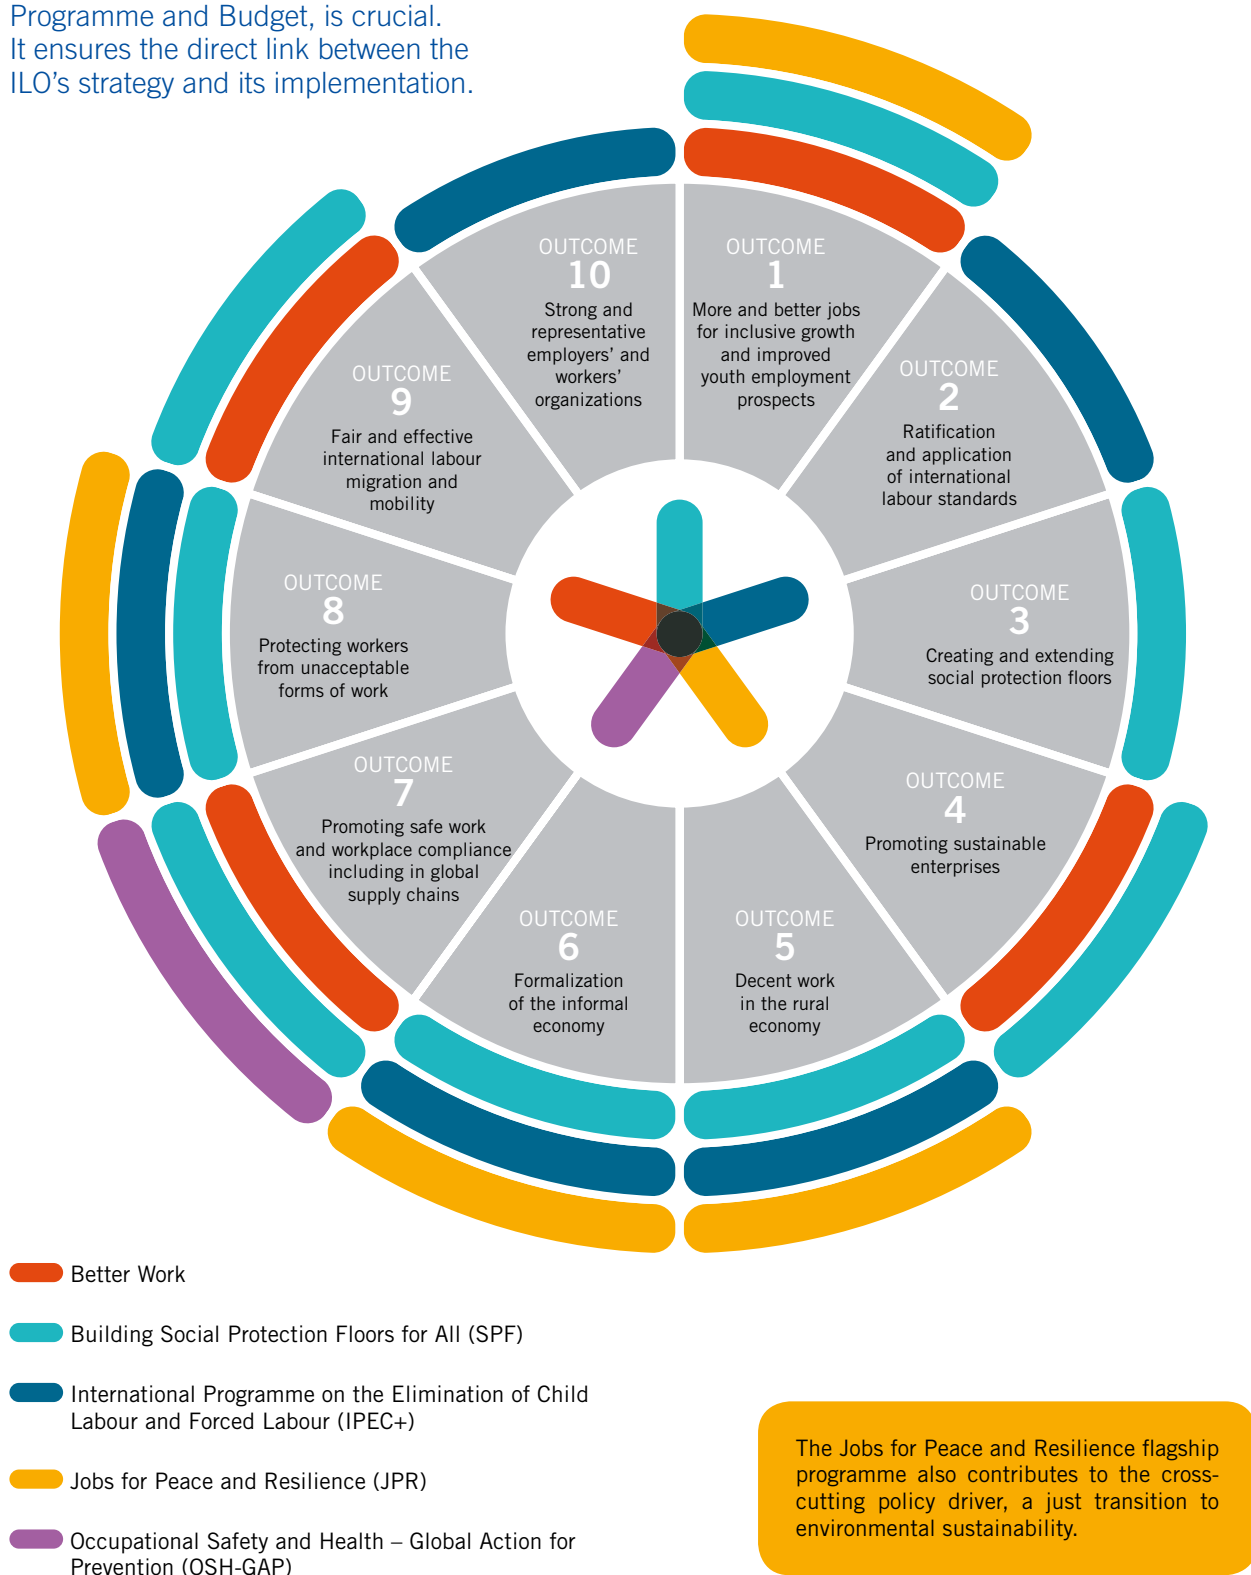 Programme and Budget, is crucial.
It ensures the direct link between the
ILO’s strategy and its implementation.
OUTCOME
10
Strong and
representative
employers’ and
workers’
organizations
OUTCOME
1
More and better jobs
for inclusive growth
and improved
youth employment
prospects
OUTCOME
2
Ratification
and application
of international
labour standards
OUTCOME
3
Creating and extending
social protection floors
OUTCOME
4
Promoting sustainable
enterprises
OUTCOME
5
Decent work
in the rural
economy
OUTCOME
6
Formalization
of the informal
economy
OUTCOME
7
Promoting safe work
and workplace compliance
including in global
supply chains
OUTCOME
8
Protecting workers
from unacceptable
forms of work
OUTCOME
9
Fair and effective
international labour
migration and
mobility
Better Work
Building Social Protection Floors for All (SPF)
International Programme on the Elimination of Child
Labour and Forced Labour (IPEC+)
Jobs for Peace and Resilience (JPR)
Occupational Safety and Health – Global Action for
Prevention (OSH-GAP)
The Jobs for Peace and Resilience flagship
programme also contributes to the cross-
cutting policy driver, a just transition to
environmental sustainability.